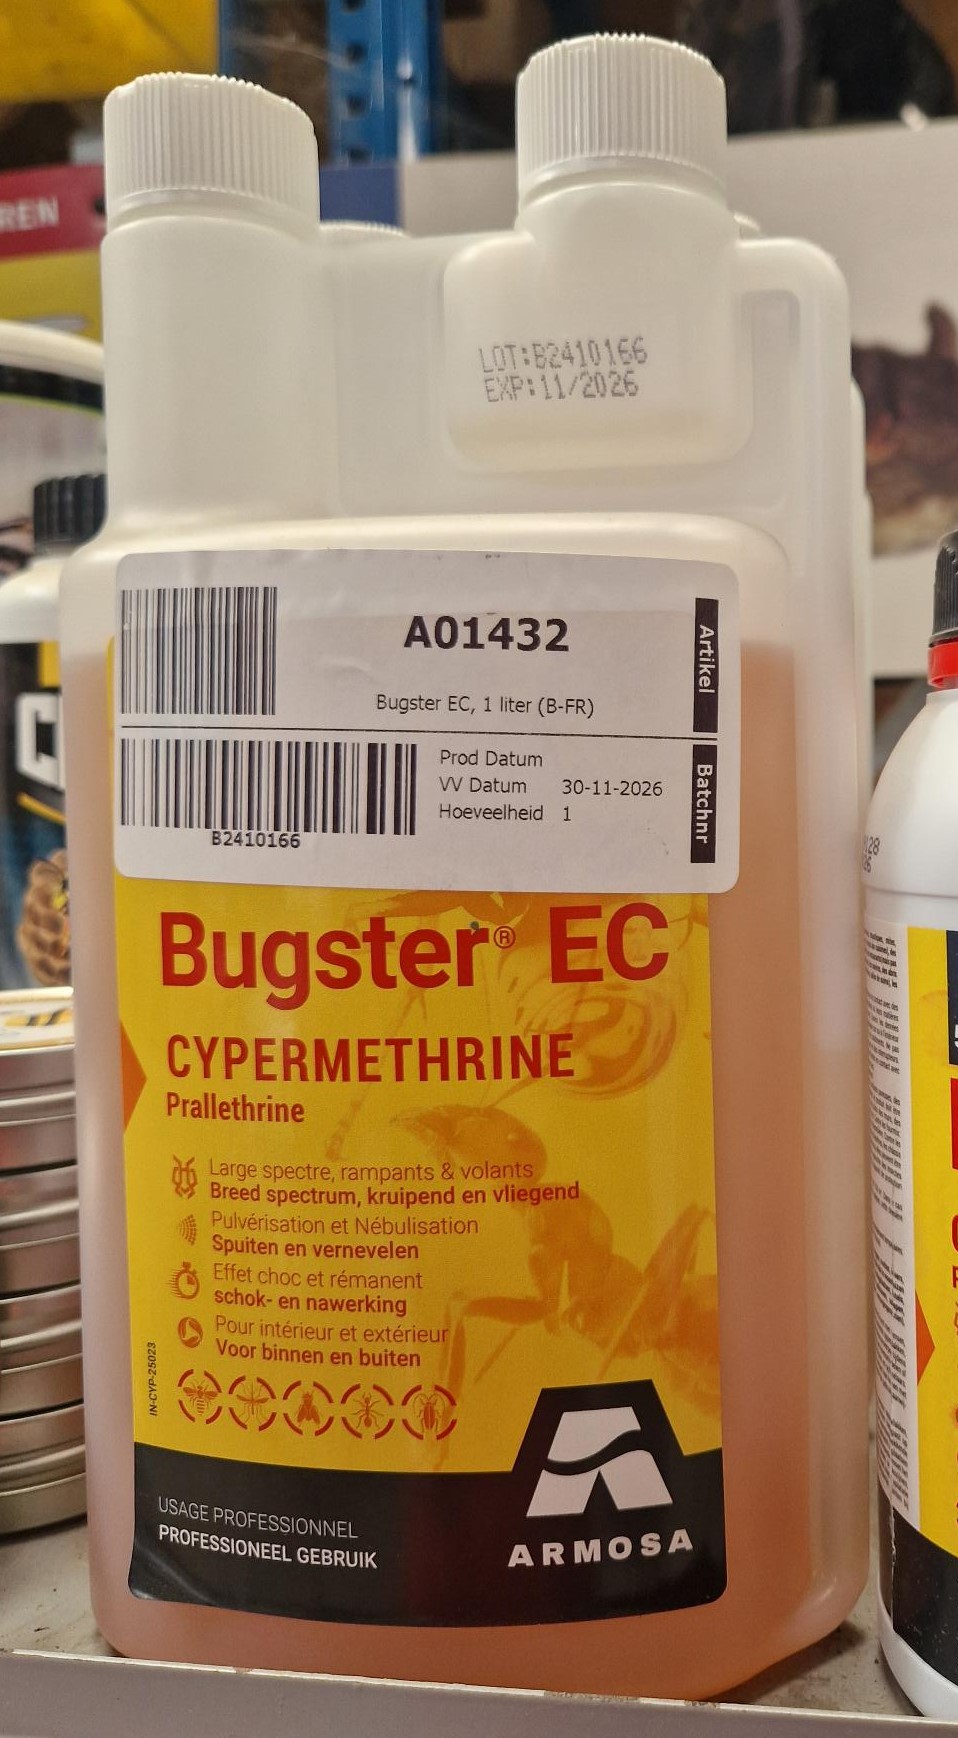 REN
LOT:B2410166
EXP:11/2026
A01432
Artikel
Bugster EC, 1 liter (B-FR)
Prod Datum
VV Datum 30-11-2026
Hoeveelheid 1
Batchnr
B2410166
Bugster® EC
CYPERMETHRINE
Prallethrine
Large spectre, rampants & volants
Breed spectrum, kruipend en vliegend
Pulvérisation et Nébulisation
Spuiten en vernevelen
Effet choc et rémanent
schok- en nawerking
Pour intérieur et extérieur
Voor binnen en buiten
IN-CYP-25023
USAGE PROFESSIONNEL
PROFESSIONEEL GEBRUIK
ARMOSA